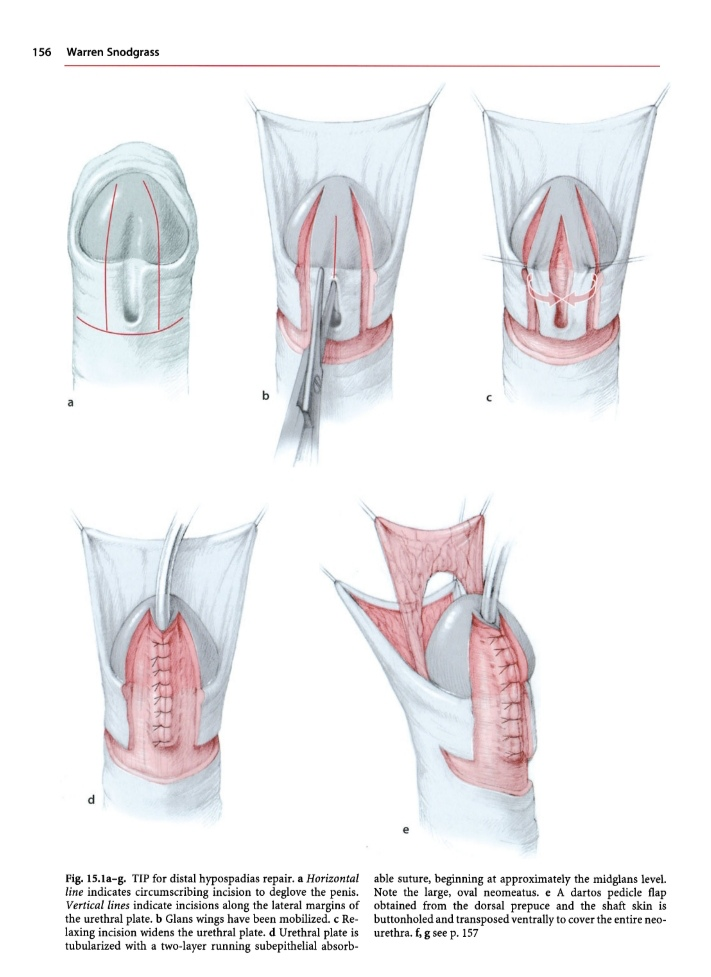 156 Warren Snodgrass
a
b
c
d
e
Fig. 15.1a–g. TIP for distal hypospadias repair. a Horizontal
line indicates circumscribing incision to deglove the penis.
Vertical lines indicate incisions along the lateral margins of
the urethral plate. b Glans wings have been mobilized. c Re-
laxing incision widens the urethral plate. d Urethral plate is
tubularized with a two-layer running subepithelial absorb-
able suture, beginning at approximately the midglans level.
Note the large, oval neomeatus. e A dartos pedicle flap
obtained from the dorsal prepuce and the shaft skin is
buttonholed and transposed ventrally to cover the entire neo-
urethra. f, g see p. 157